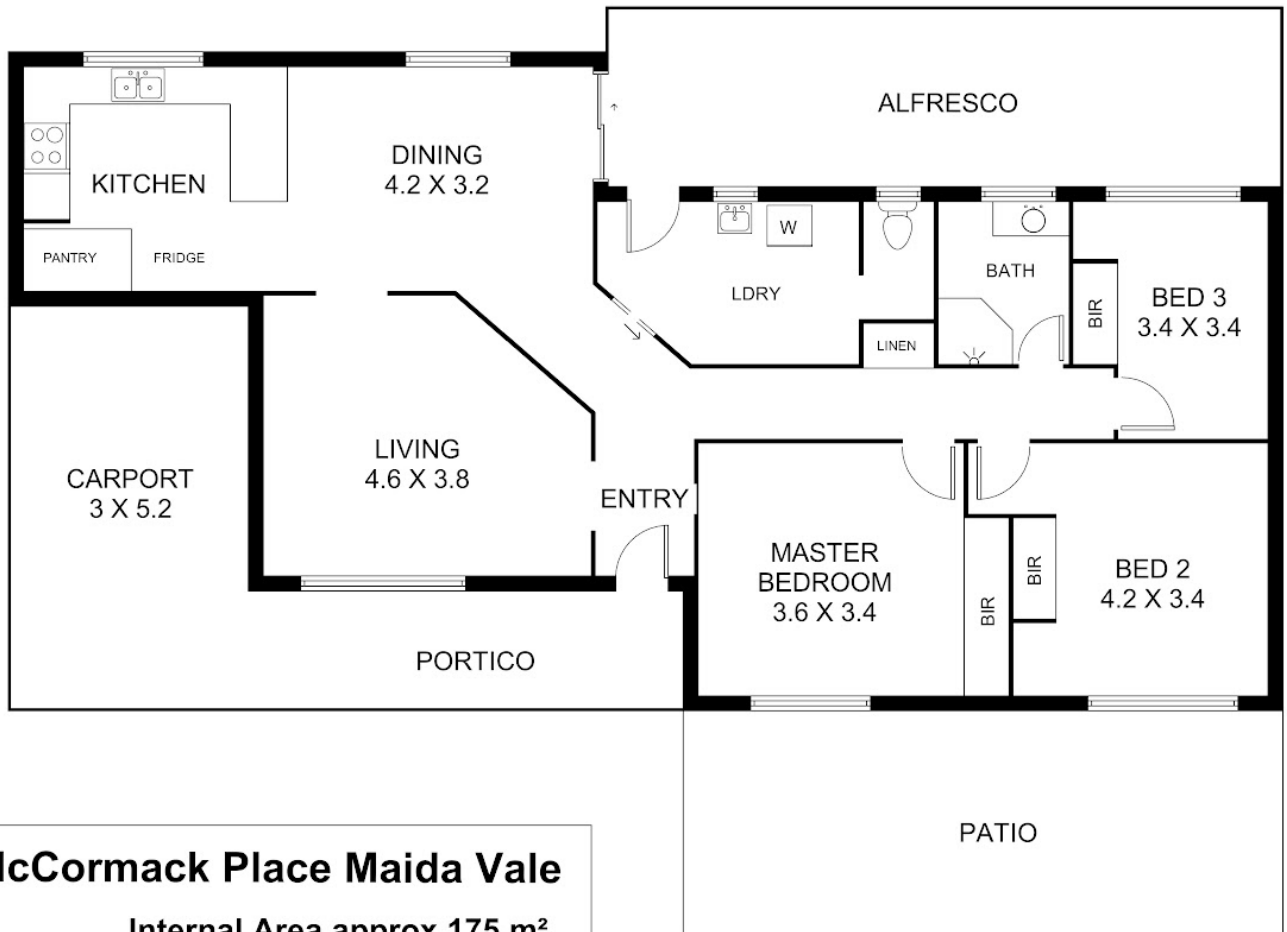 ALFRESCO
DINING
4.2 X 3.2
KITCHEN
PANTRY
FRIDGE
W
LDRY
LINEN
BATH
BIR
BED 3
3.4 X 3.4
CARPORT
3 X 5.2
LIVING
4.6 X 3.8
ENTRY
MASTER
BEDROOM
3.6 X 3.4
BIR
BIR
BED 2
4.2 X 3.4
PORTICO
PATIO
cCormack Place Maida Vale
Internal Area approx 175 m²